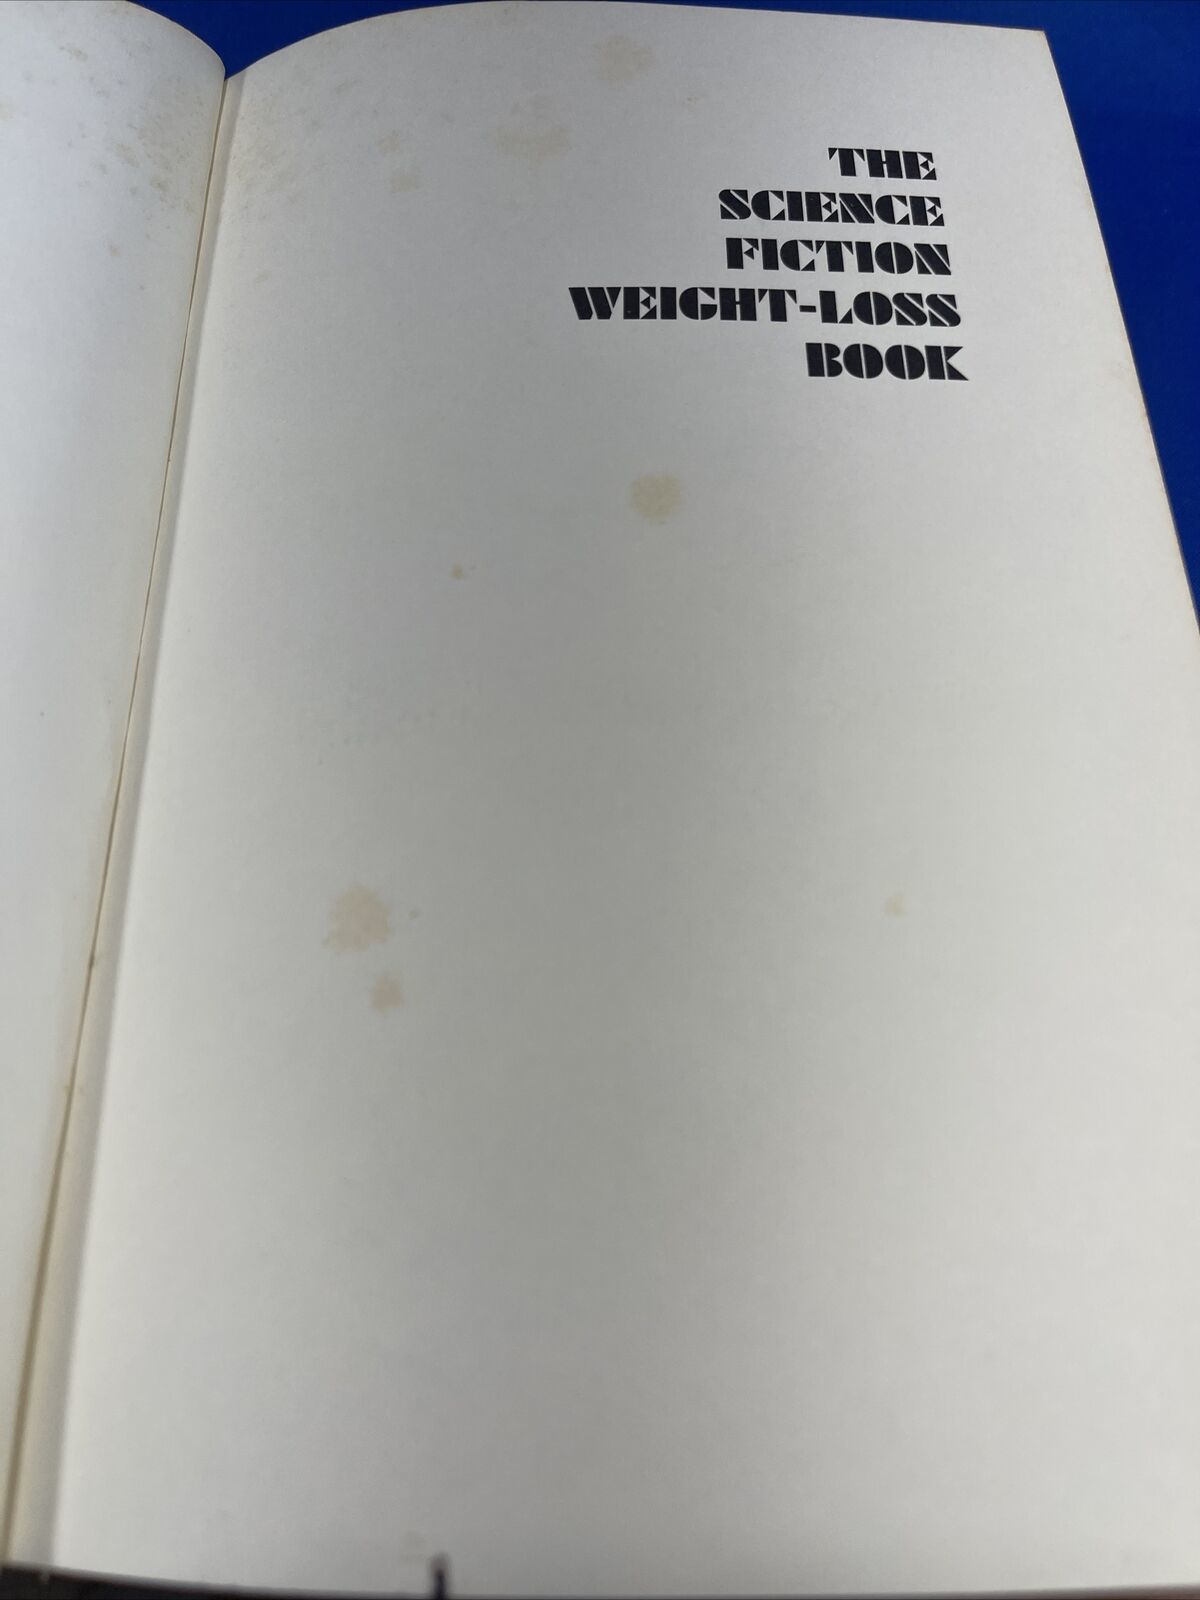 THE
SCIENCE
FICTION
WEIGHT-LOSS
BOOK